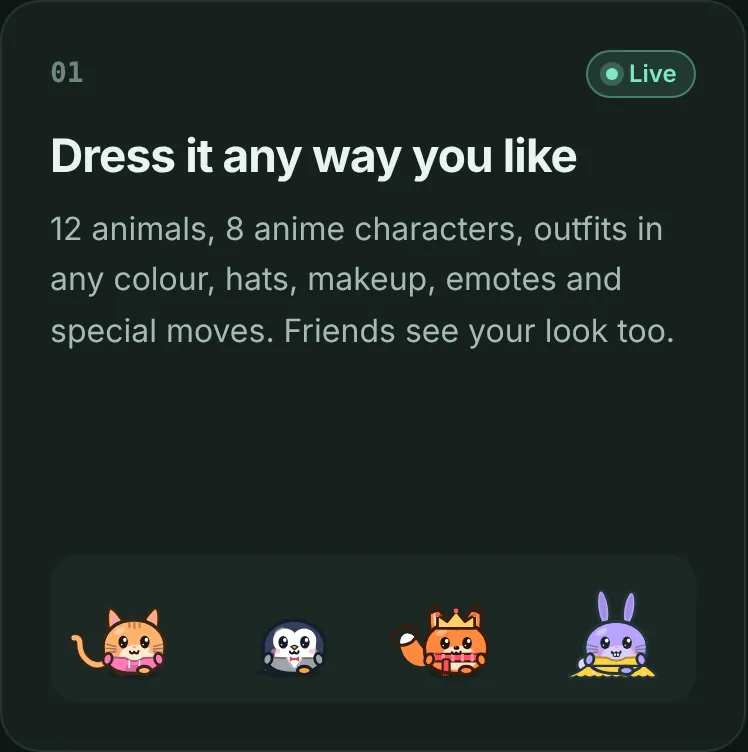 01
Live
Dress it any way you like
12 animals, 8 anime characters, outfits in
any colour, hats, makeup, emotes and
special moves. Friends see your look too.